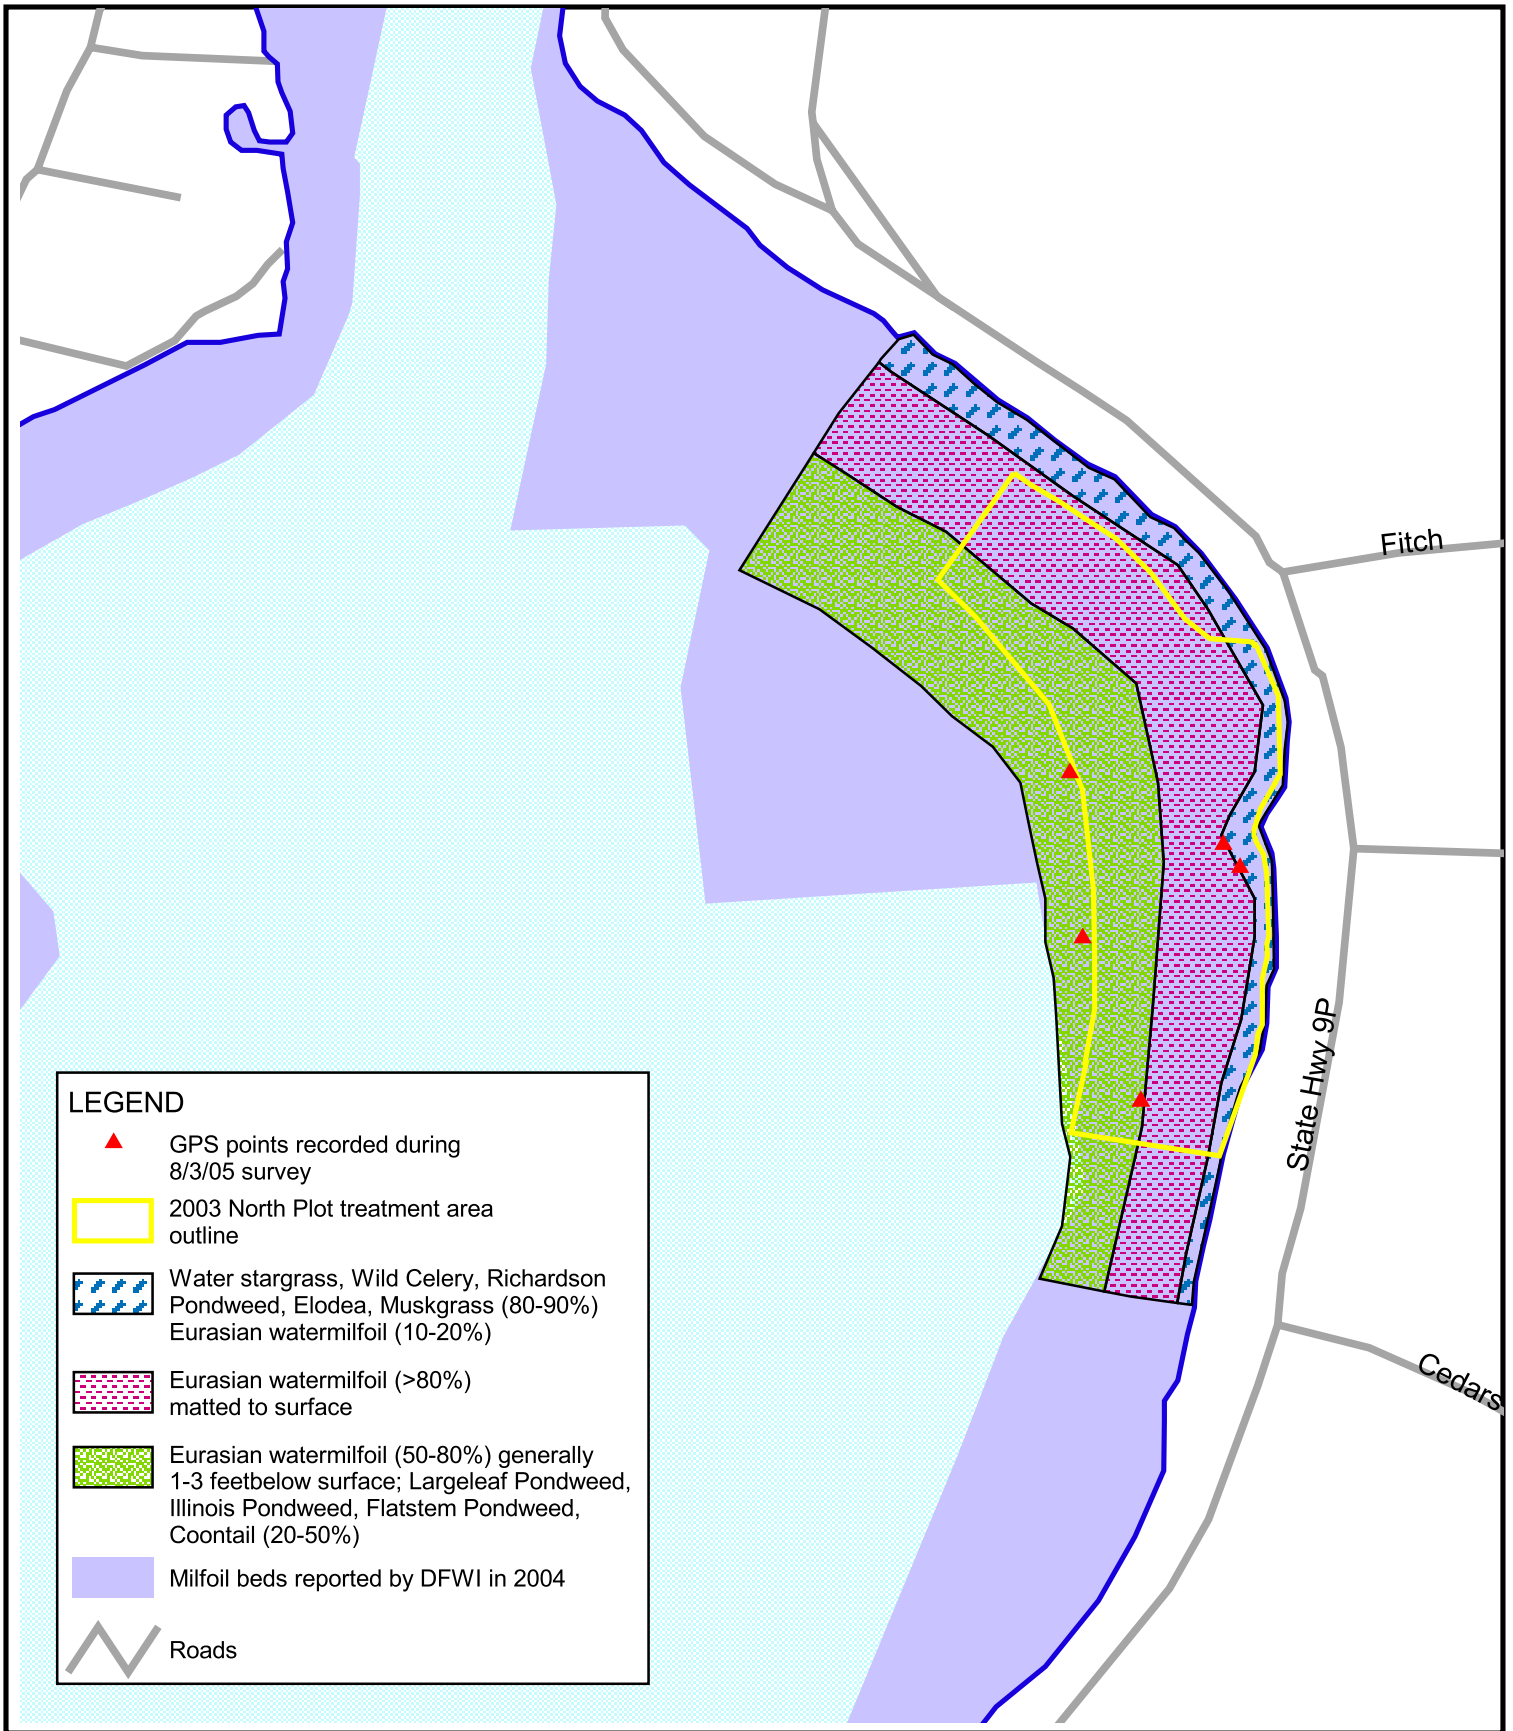 Fitch
State Hwy 9P
Cedars
LEGEND
GPS points recorded during
8/3/05 survey
2003 North Plot treatment area
outline
Water stargrass, Wild Celery, Richardson
Pondweed, Elodea, Muskgrass (80-90%)
Eurasian watermilfoil (10-20%)
Eurasian watermilfoil (>80%)
matted to surface
Eurasian watermilfoil (50-80%) generally
1-3 feetbelow surface; Largeleaf Pondweed,
Illinois Pondweed, Flatstem Pondweed,
Coontail (20-50%)
Milfoil beds reported by DFWI in 2004
Roads